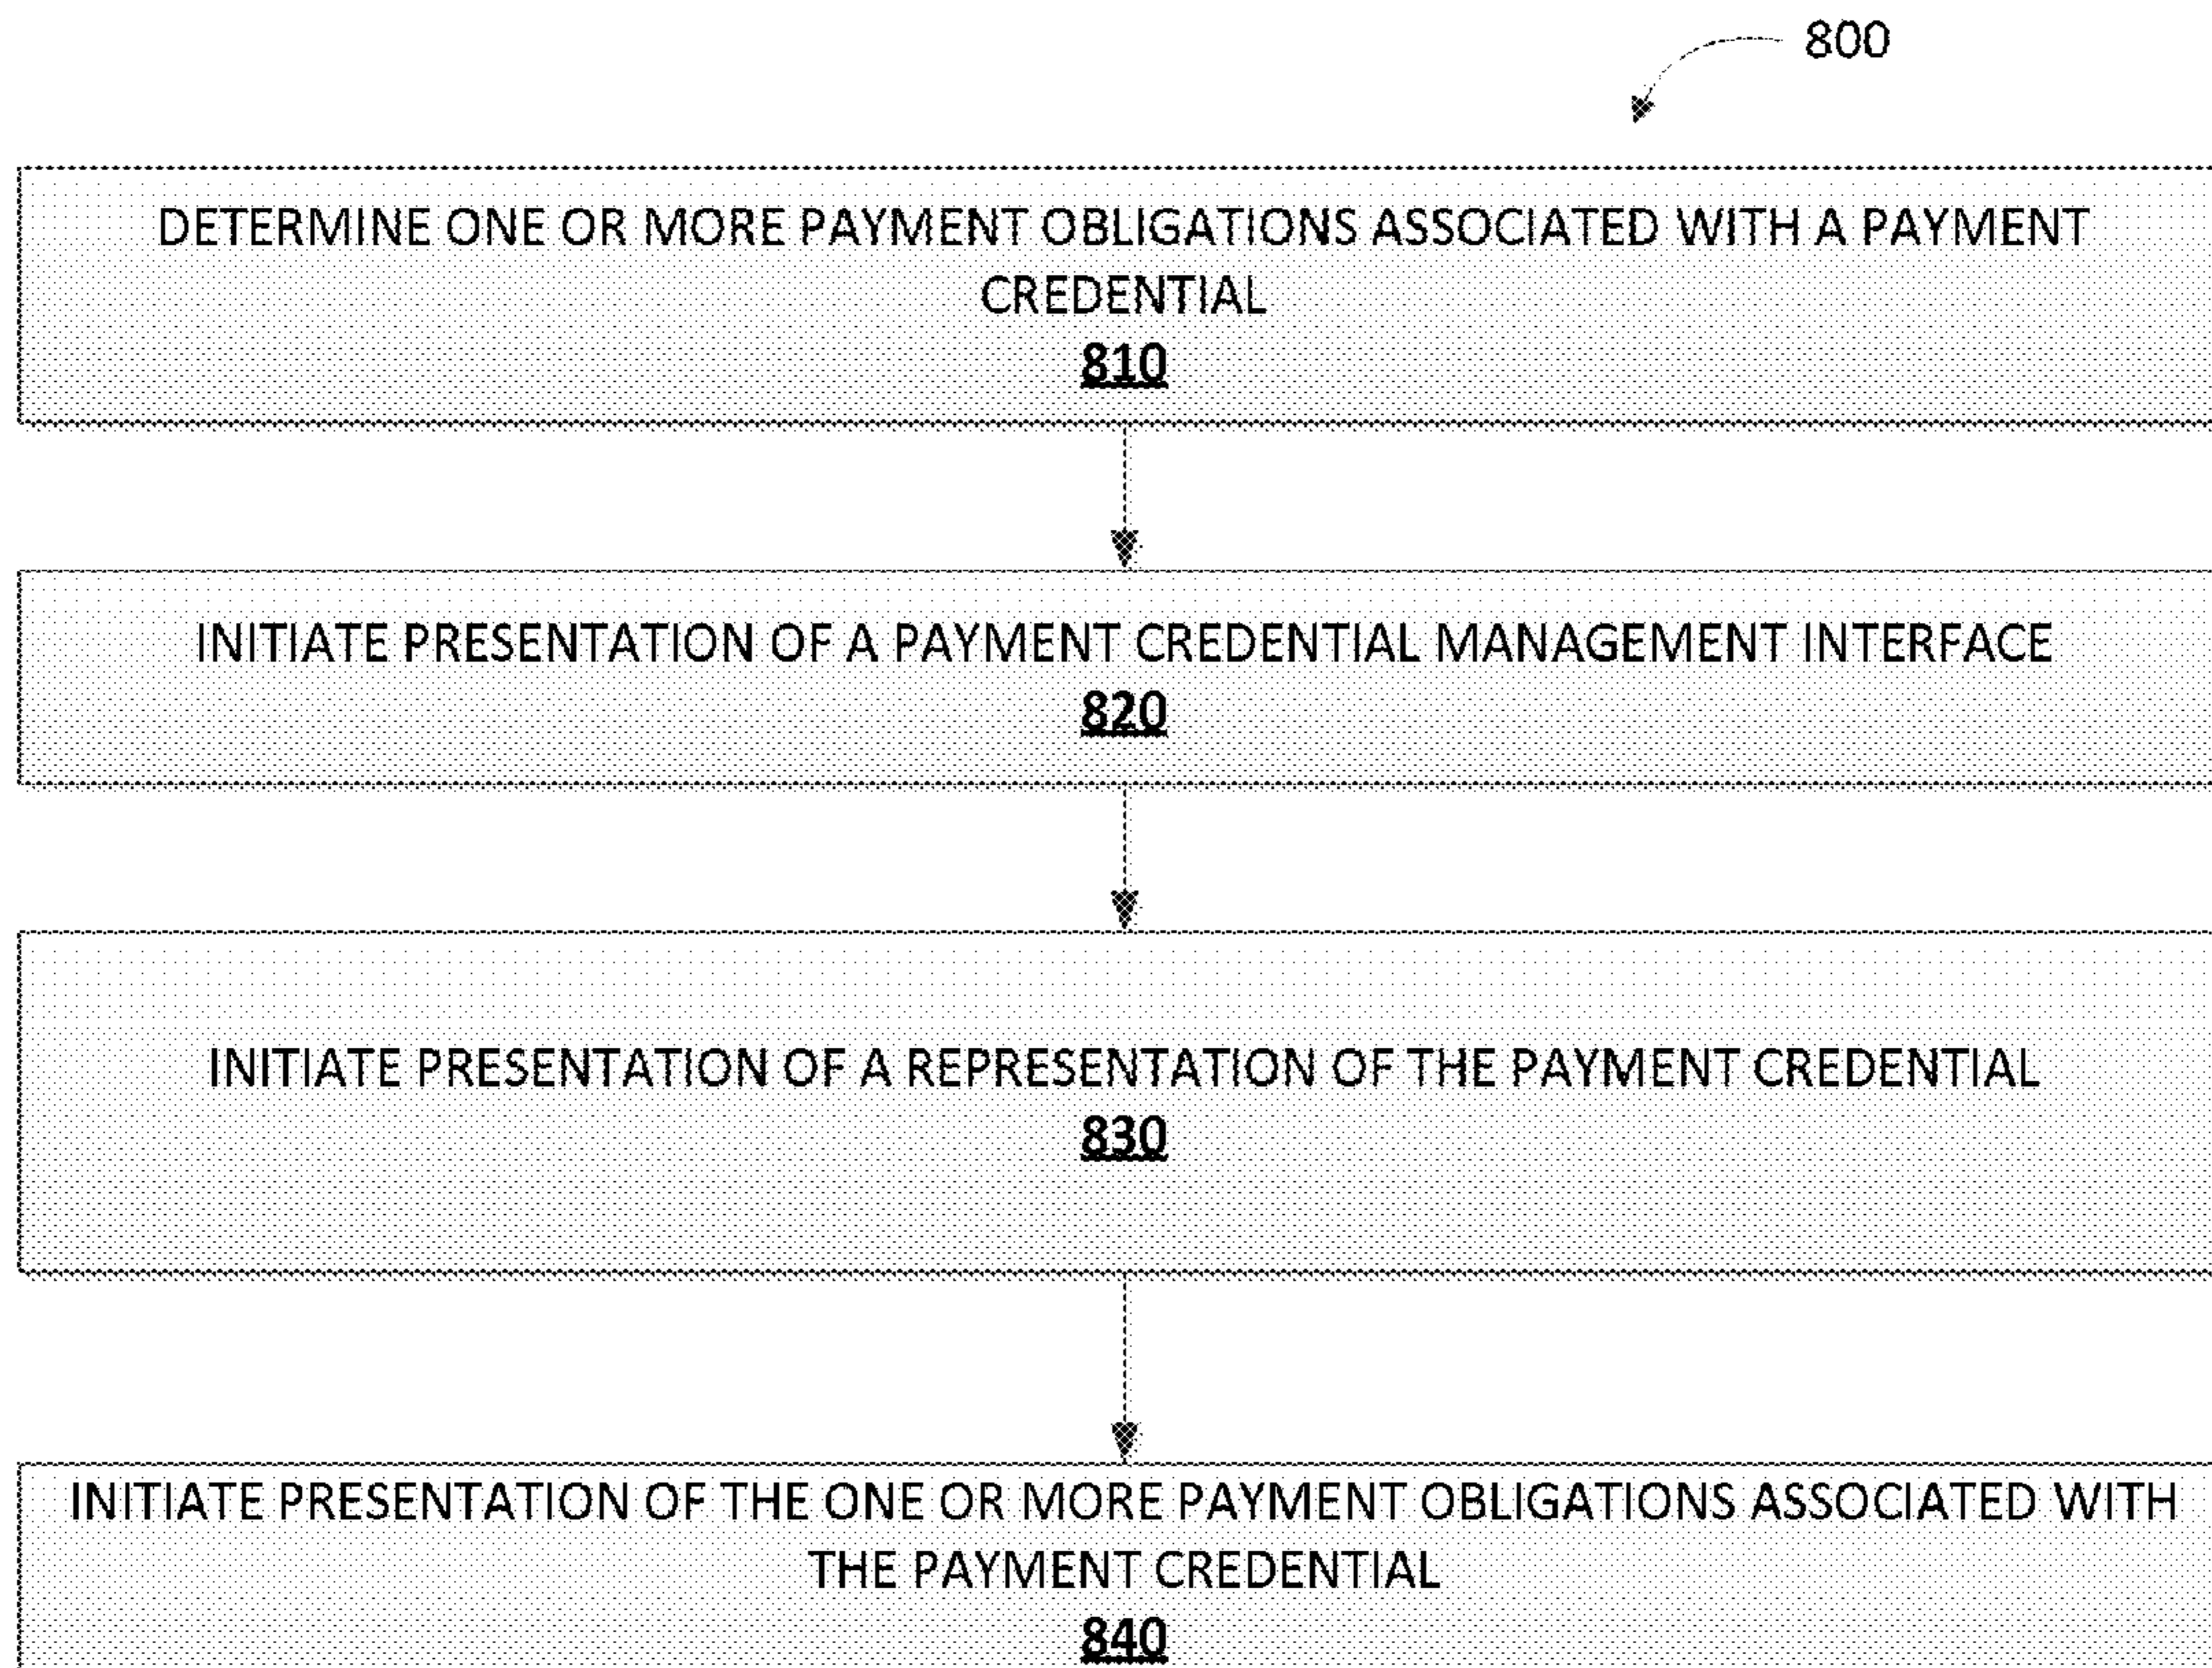 800
DETERMINE ONE OR MORE PAYMENT OBLIGATIONS ASSOCIATED WITH A PAYMENT
CREDENTIAL
810
INITIATE PRESENTATION OF A PAYMENT CREDENTIAL MANAGEMENT INTERFACE
820
INITIATE PRESENTATION OF A REPRESENTATION OF THE PAYMENT CREDENTIAL
830
INITIATE PRESENTATION OF THE ONE OR MORE PAYMENT OBLIGATIONS ASSOCIATED WITH
THE PAYMENT CREDENTIAL
840